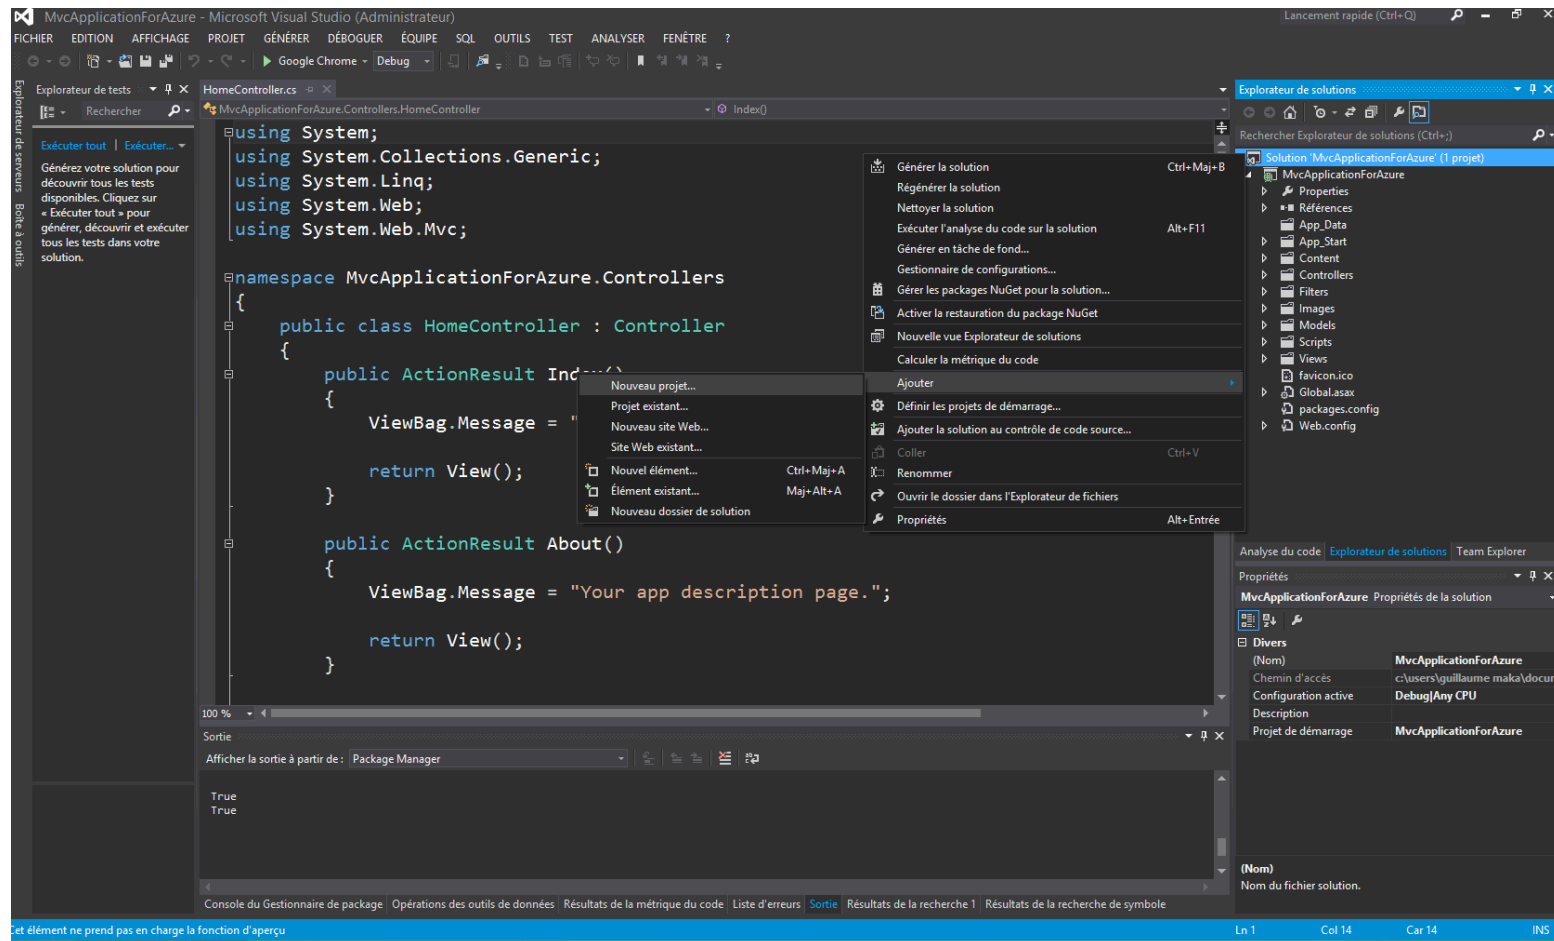 MvcApplicationForAzure - Microsoft Visual Studio (Administrateur)
Lancement rapide (Ctrl+Q)
FICHIER EDITION AFFICHAGE PROJET GÉNÉRER DÉBOGUER ÉQUIPE SQL OUTILS TEST ANALYSER FENÊTRE ?
Google Chrome Debug
Explorateur de serveurs
Boîte à outils
Explorateur de tests
Rechercher
Exécuter tout | Exécuter...
Générez votre solution pour
découvrir tous les tests
disponibles. Cliquez sur
« Exécuter tout » pour
générer, découvrir et exécuter
tous les tests dans votre
solution.
HomeController.cs
MvcApplicationForAzure.Controllers.HomeController
Index()
using System;
using System.Collections.Generic;
using System.Linq;
using System.Web;
using System.Web.Mvc;
namespace MvcApplicationForAzure.Controllers
{
public class HomeController : Controller
{
public ActionResult Index()
{
ViewBag.Message = "
return View();
}
public ActionResult About()
{
ViewBag.Message = "Your app description page.";
return View();
}
100 %
Générer la solution Ctrl+Maj+B
Régénérer la solution
Nettoyer la solution
Exécuter l'analyse du code sur la solution Alt+F11
Générer en tâche de fond...
Gestionnaire de configurations...
Gérer les packages NuGet pour la solution...
Activer la restauration du package NuGet
Nouvelle vue Explorateur de solutions
Calculer la métrique du code
Ajouter
Définir les projets de démarrage...
Ajouter la solution au contrôle de code source...
Coller Ctrl+V
Renommer
Ouvrir le dossier dans l'Explorateur de fichiers
Propriétés Alt+Entrée
Nouveau projet...
Projet existant...
Nouveau site Web...
Site Web existant...
Nouvel élément... Ctrl+Maj+A
Élément existant... Maj+Alt+A
Nouveau dossier de solution
Explorateur de solutions
Rechercher Explorateur de solutions (Ctrl+;)
Solution 'MvcApplicationForAzure' (1 projet)
MvcApplicationForAzure
Properties
Références
App_Data
App_Start
Content
Controllers
Filters
Images
Models
Scripts
Views
favicon.ico
Global.asax
packages.config
Web.config
Analyse du code Explorateur de solutions Team Explorer
Propriétés
MvcApplicationForAzure Propriétés de la solution
Divers
(Nom) MvcApplicationForAzure
Chemin d'accès c:\users\guillaume maka\docur
Configuration active Debug|Any CPU
Description
Projet de démarrage MvcApplicationForAzure
(Nom)
Nom du fichier solution.
Sortie
Afficher la sortie à partir de : Package Manager
True
True
Console du Gestionnaire de package Opérations des outils de données Résultats de la métrique du code Liste d'erreurs Sortie Résultats de la recherche 1 Résultats de la recherche de symbole
Cet élément ne prend pas en charge la fonction d'aperçu
Ln 1 Col 14 Car 14 INS